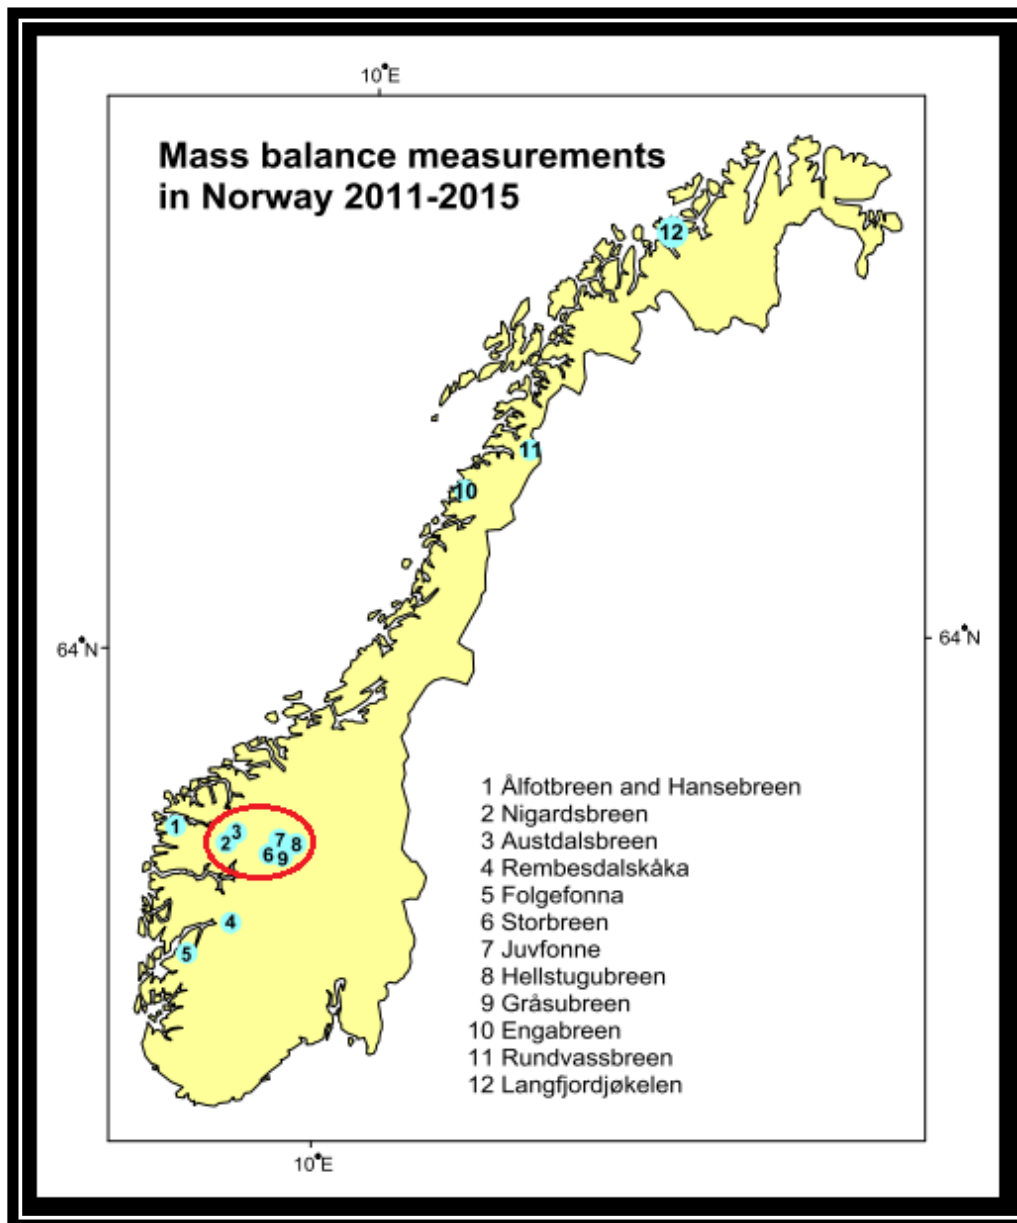 10°E
Mass balance measurements
in Norway 2011-2015
12
11
10
64°N
64°N
1
3
2
7
8
6
9
4
5
1 Ålfotbreen and Hansebreen
2 Nigardsbreen
3 Austdalsbreen
4 Rembesdalskåka
5 Folgefonna
6 Storbreen
7 Juvfonne
8 Hellstugubreen
9 Gråsubreen
10 Engabreen
11 Rundvassbreen
12 Langfjordjøkelen
10°E